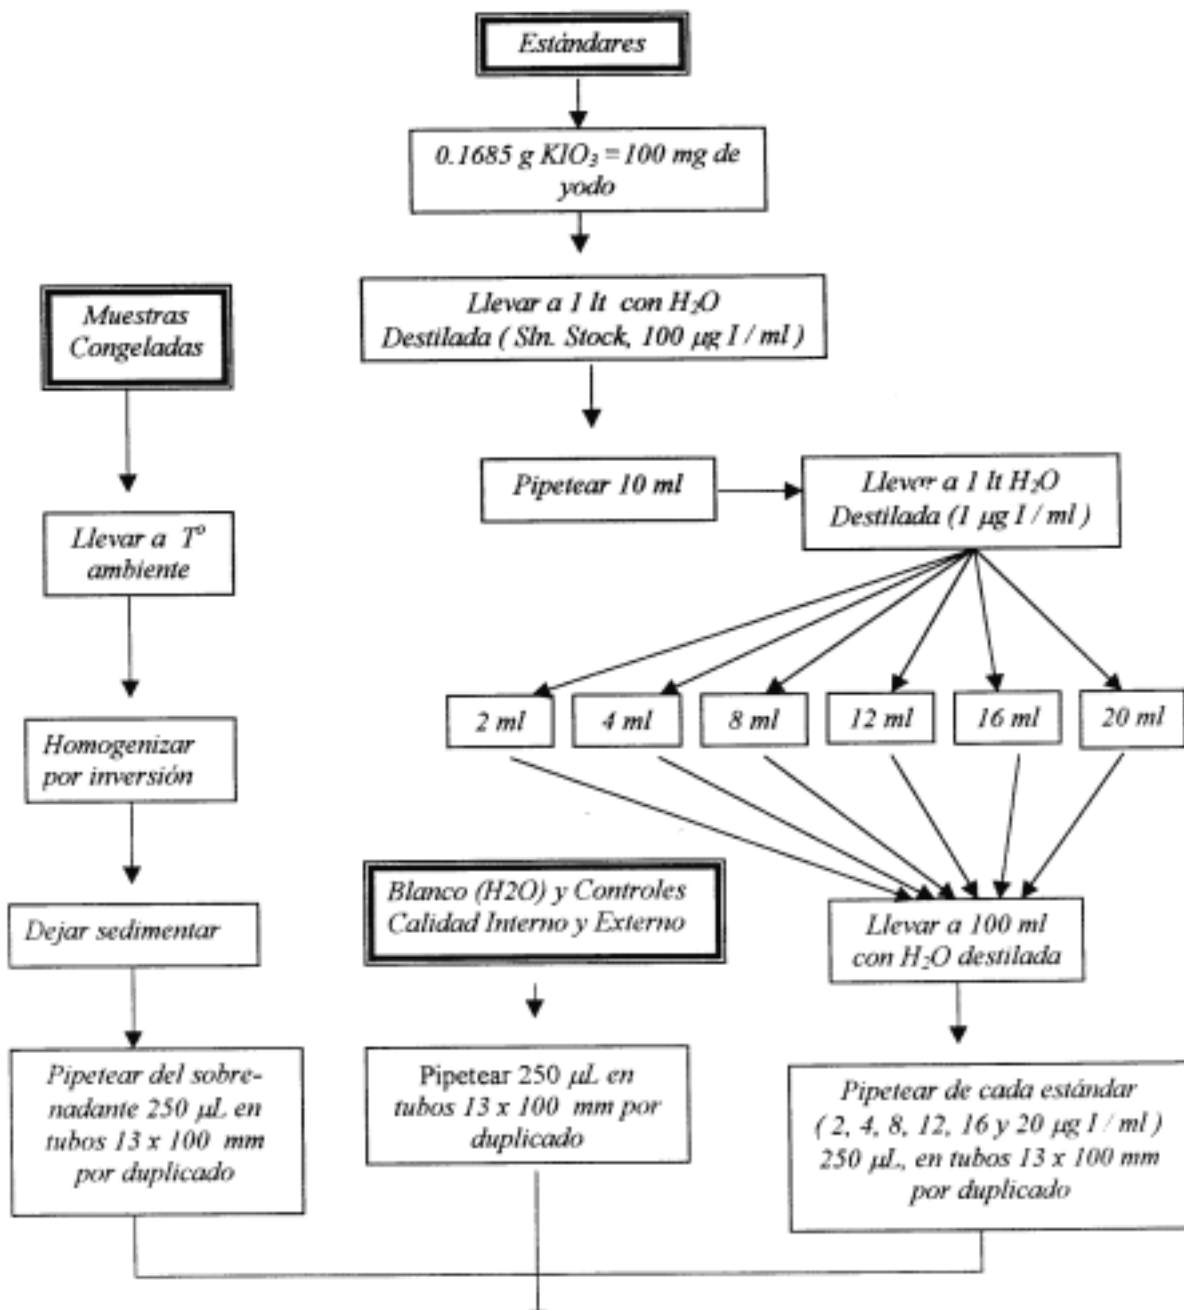 Estándares
0.1685 g KIO₃ = 100 mg de
yodo
Llevar a 1 lt con H₂O
Destilada ( Sln. Stock, 100 µg I / ml )
Muestras
Congeladas
Pipetear 10 ml
Llevar a 1 lt H₂O
Destilada (1 µg I / ml )
Llevar a T°
ambiente
2 ml
4 ml
8 ml
12 ml
16 ml
20 ml
Homogenizar
por inversión
Blanco (H2O) y Controles
Calidad Interno y Externo
Dejar sedimentar
Llevar a 100 ml
con H₂O destilada
Pipetear del sobre-
nadante 250 µL en
tubos 13 x 100 mm
por duplicado
Pipetear 250 µL en
tubos 13 x 100 mm por
duplicado
Pipetear de cada estándar
( 2, 4, 8, 12, 16 y 20 µg I / ml )
250 µL, en tubos 13 x 100 mm
por duplicado